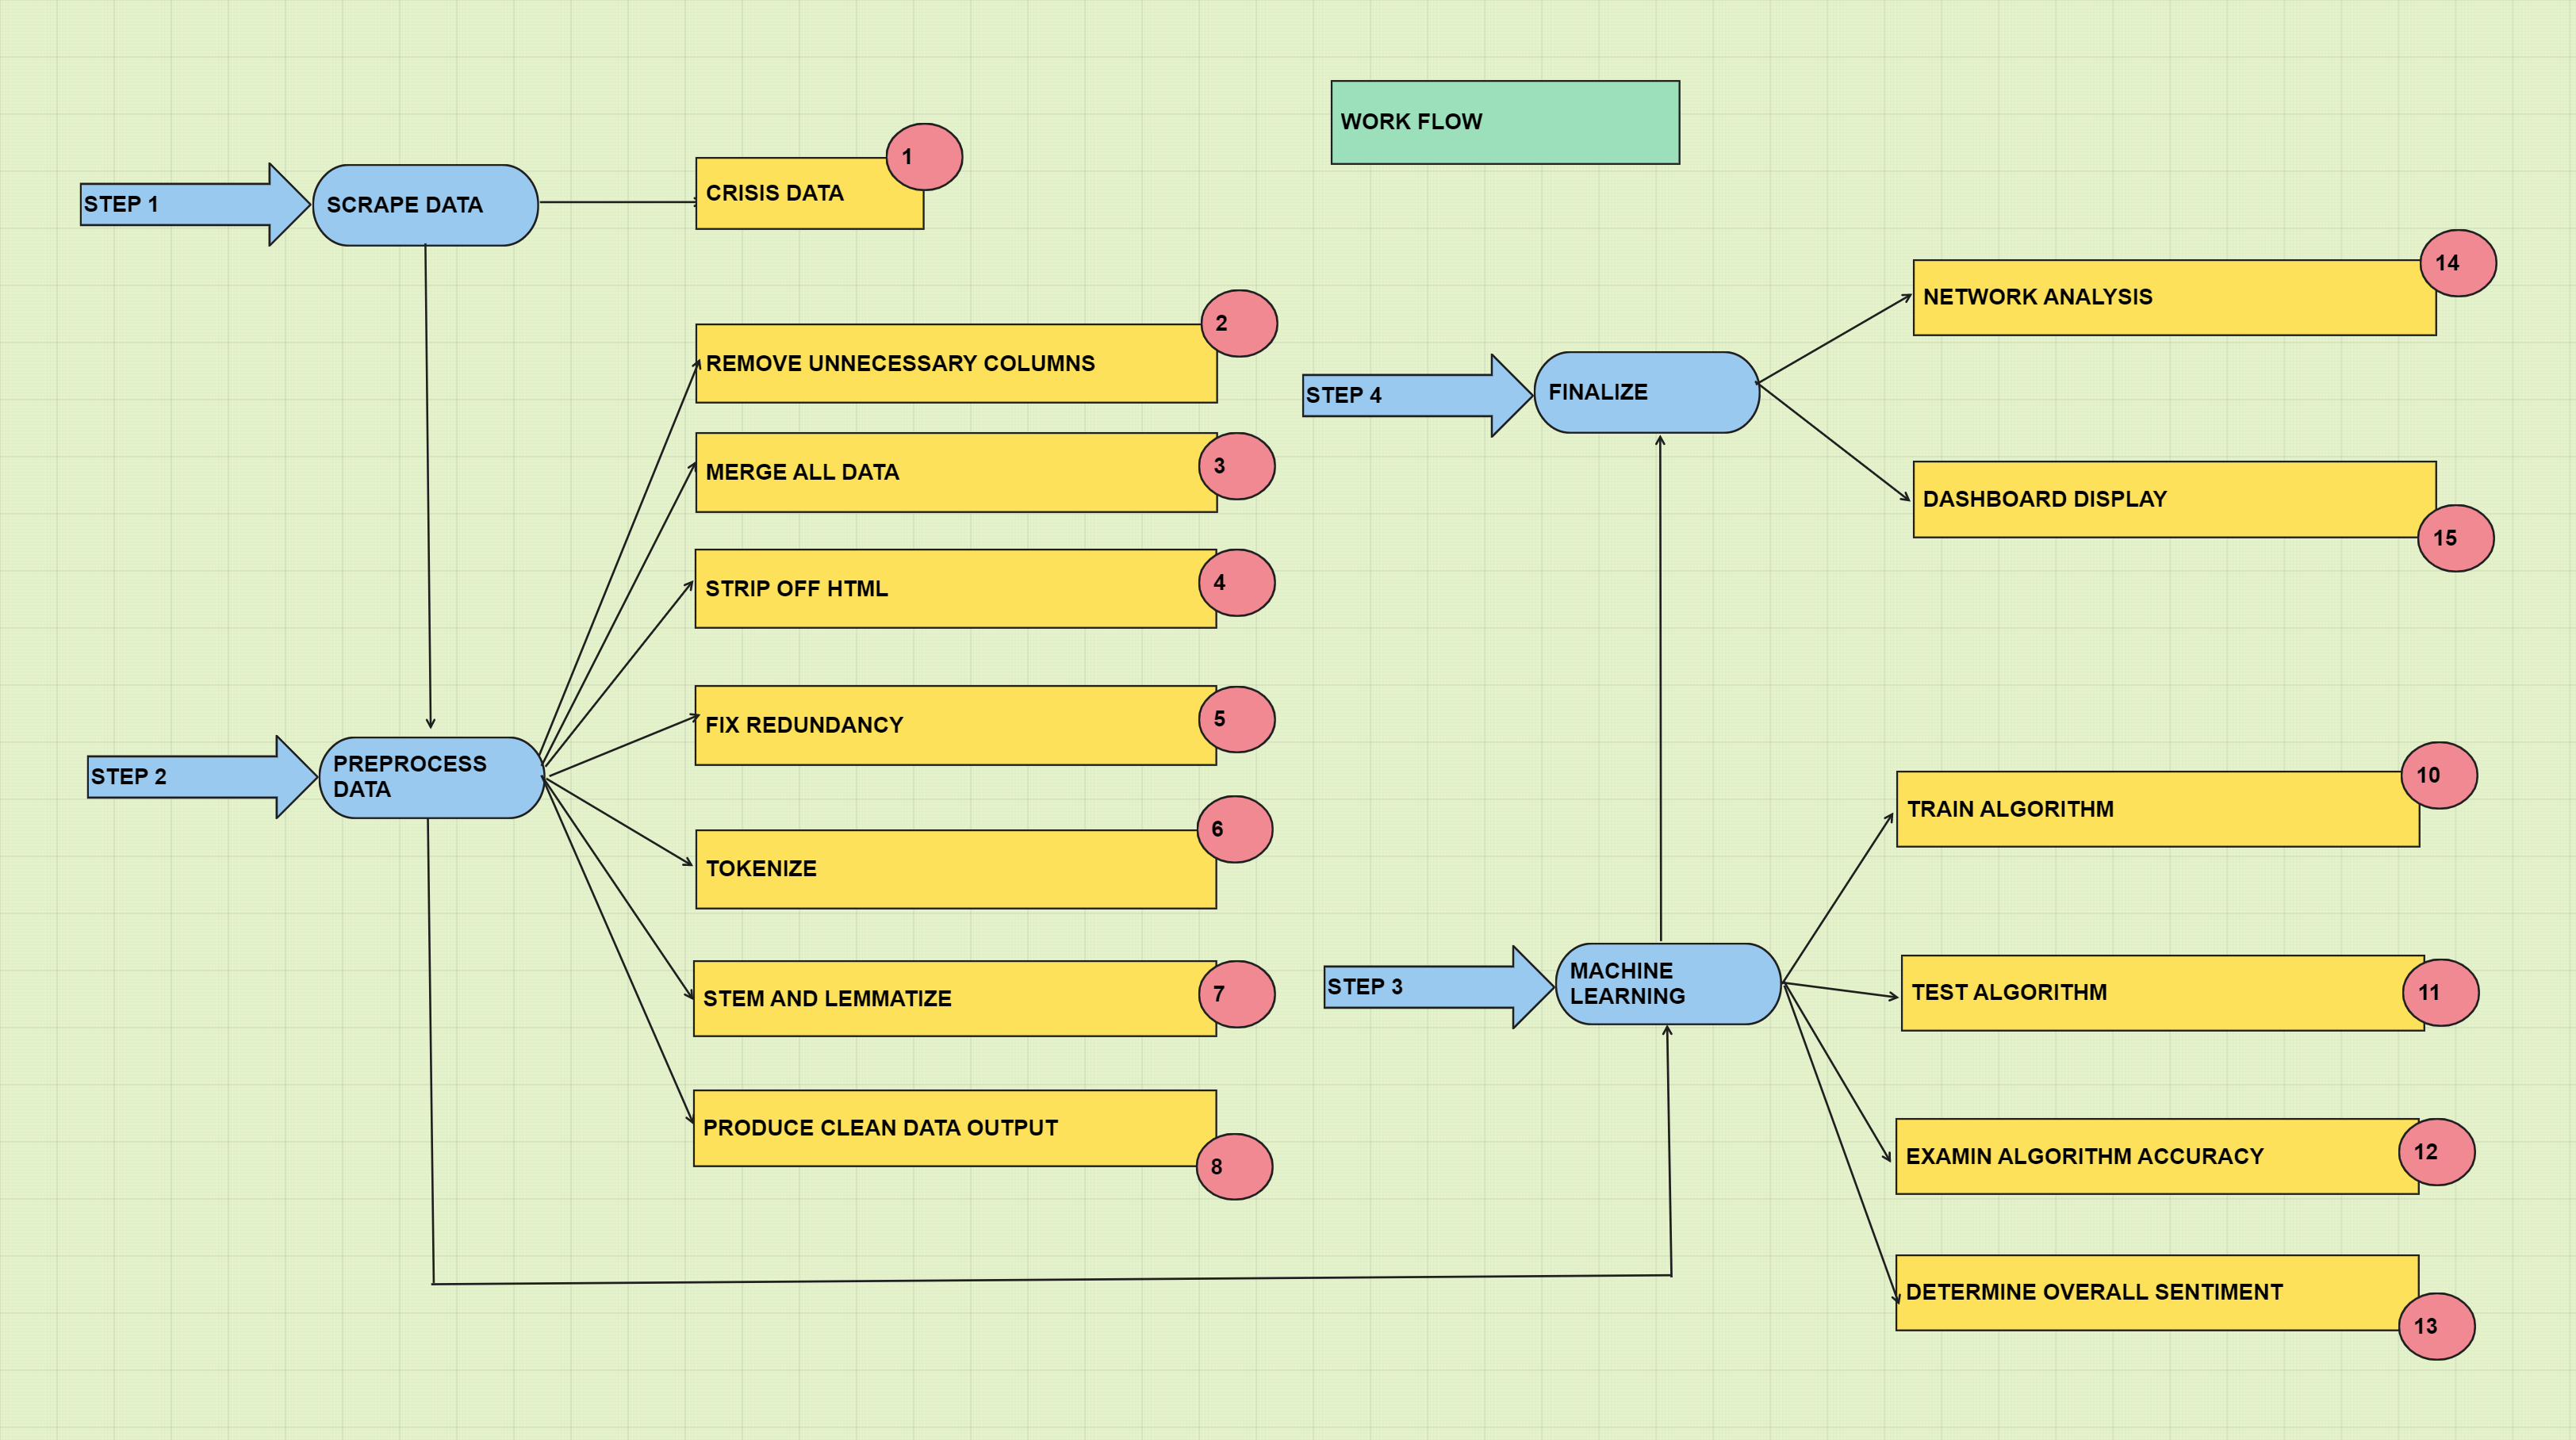 WORK FLOW
STEP 1
SCRAPE DATA
CRISIS DATA
1
STEP 2
PREPROCESS
DATA
REMOVE UNNECESSARY COLUMNS
2
MERGE ALL DATA
3
STRIP OFF HTML
4
FIX REDUNDANCY
5
TOKENIZE
6
STEM AND LEMMATIZE
7
PRODUCE CLEAN DATA OUTPUT
8
STEP 3
MACHINE
LEARNING
TRAIN ALGORITHM
10
TEST ALGORITHM
11
EXAMIN ALGORITHM ACCURACY
12
DETERMINE OVERALL SENTIMENT
13
STEP 4
FINALIZE
NETWORK ANALYSIS
14
DASHBOARD DISPLAY
15